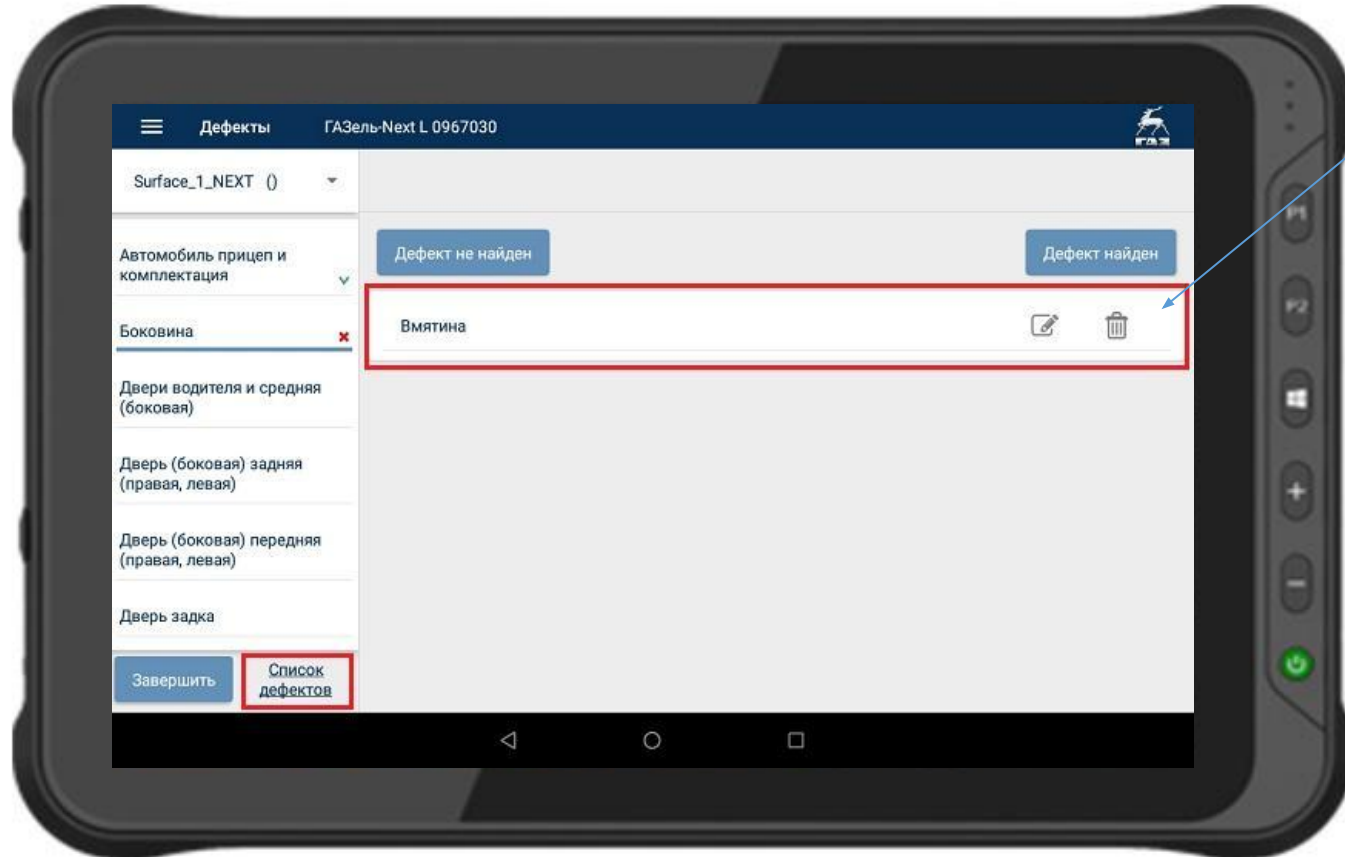 Дефекты
ГАЗель-Next L 0967030
ГАЗ
Surface_1_NEXT ()
Автомобиль прицеп и
комплектация
Дефект не найден
Дефект найден
Боковина
Вмятина
Двери водителя и средняя
(боковая)
Дверь (боковая) задняя
(правая, левая)
Дверь (боковая) передняя
(правая, левая)
Дверь задка
Завершить
Список
дефектов
P1
P2